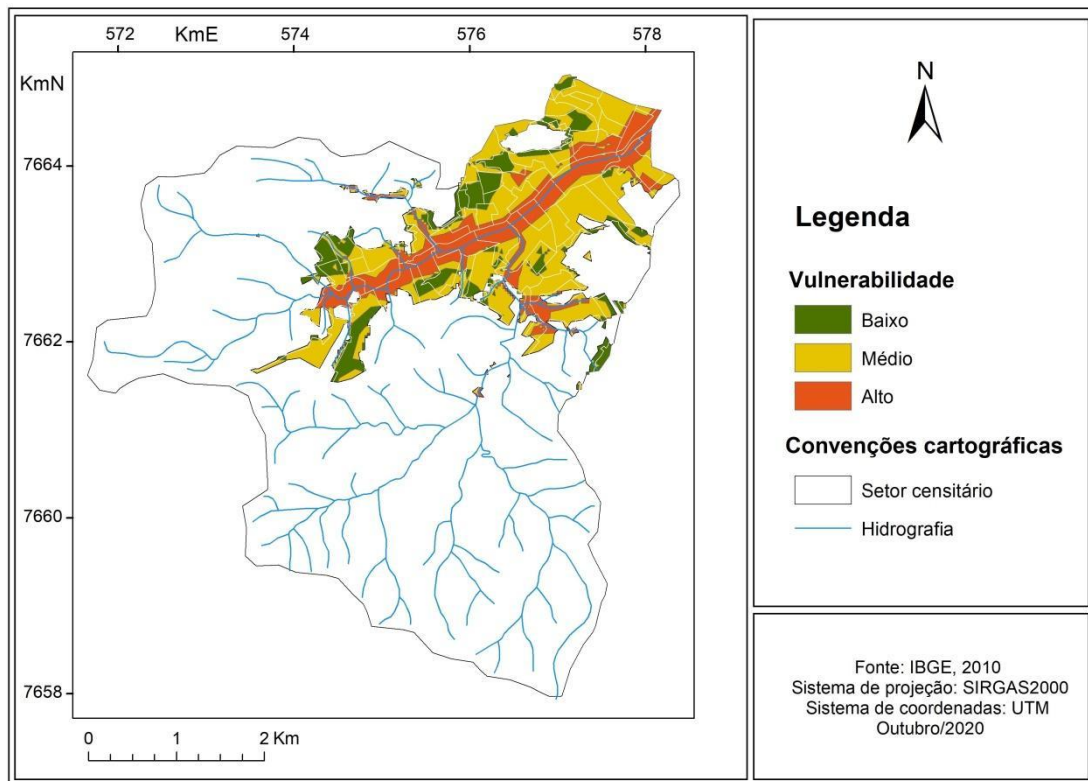 572 KmE 574 576 578
KmN
7664
7662
7660
7658
0 1 2 Km
N
Legenda
Vulnerabilidade
Baixo
Médio
Alto
Convenções cartográficas
Setor censitário
Hidrografia
Fonte: IBGE, 2010
Sistema de projeção: SIRGAS2000
Sistema de coordenadas: UTM
Outubro/2020